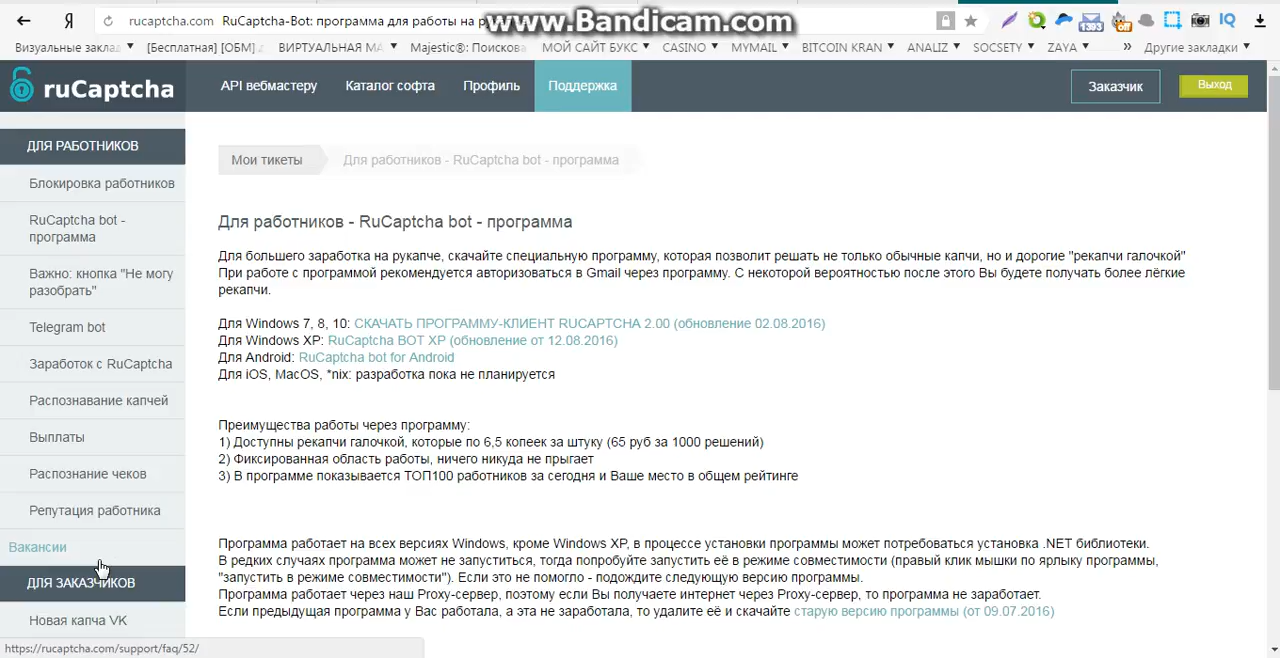 rucaptcha.com RuCaptcha-Bot: программа для работы на р
www.Bandicam.com
1393
off
IQ
Визуальные заклад
[Бесплатная] [ОБМ]
ВИРТУАЛЬНАЯ МА
Majestic®: Поискова
МОЙ САЙТ БУКС
CASINO
MYMAIL
BITCOIN KRAN
ANALIZ
SOCSETY
ZAYA
»
Другие закладки
ruCaptcha
API вебмастеру
Каталог софта
Профиль
Поддержка
Заказчик
Выход
ДЛЯ РАБОТНИКОВ
Блокировка работников
RuCaptcha bot -
программа
Важно: кнопка "Не могу
разобрать"
Telegram bot
Заработок с RuCaptcha
Распознавание капчей
Выплаты
Распознание чеков
Репутация работника
Вакансии
ДЛЯ ЗАКАЗЧИКОВ
Новая капча VK
Мои тикеты
Для работников - RuCaptcha bot - программа
Для работников - RuCaptcha bot - программа
Для большего заработка на рукапче, скачайте специальную программу, которая позволит решать не только обычные капчи, но и дорогие "рекапчи галочкой"
При работе с программой рекомендуется авторизоваться в Gmail через программу. С некоторой вероятностью после этого Вы будете получать более лёгкие
рекапчи.
Для Windows 7, 8, 10: СКАЧАТЬ ПРОГРАММУ-КЛИЕНТ RUCAPTCHA 2.00 (обновление 02.08.2016)
Для Windows XP: RuCaptcha BOT XP (обновление от 12.08.2016)
Для Android: RuCaptcha bot for Android
Для iOS, MacOS, *nix: разработка пока не планируется
Преимущества работы через программу:
1) Доступны рекапчи галочкой, которые по 6,5 копеек за штуку (65 руб за 1000 решений)
2) Фиксированная область работы, ничего никуда не прыгает
3) В программе показывается ТОП100 работников за сегодня и Ваше место в общем рейтинге
Программа работает на всех версиях Windows, кроме Windows XP, в процессе установки программы может потребоваться установка .NET библиотеки.
В редких случаях программа может не запуститься, тогда попробуйте запустить её в режиме совместимости (правый клик мышки по ярлыку программы,
"запустить в режиме совместимости"). Если это не помогло - подождите следующую версию программы.
Программа работает через наш Proxy-сервер, поэтому если Вы получаете интернет через Proxy-сервер, то программа не заработает.
Если предыдущая программа у Вас работала, а эта не заработала, то удалите её и скачайте старую версию программы (от 09.07.2016)
https://rucaptcha.com/support/faq/52/